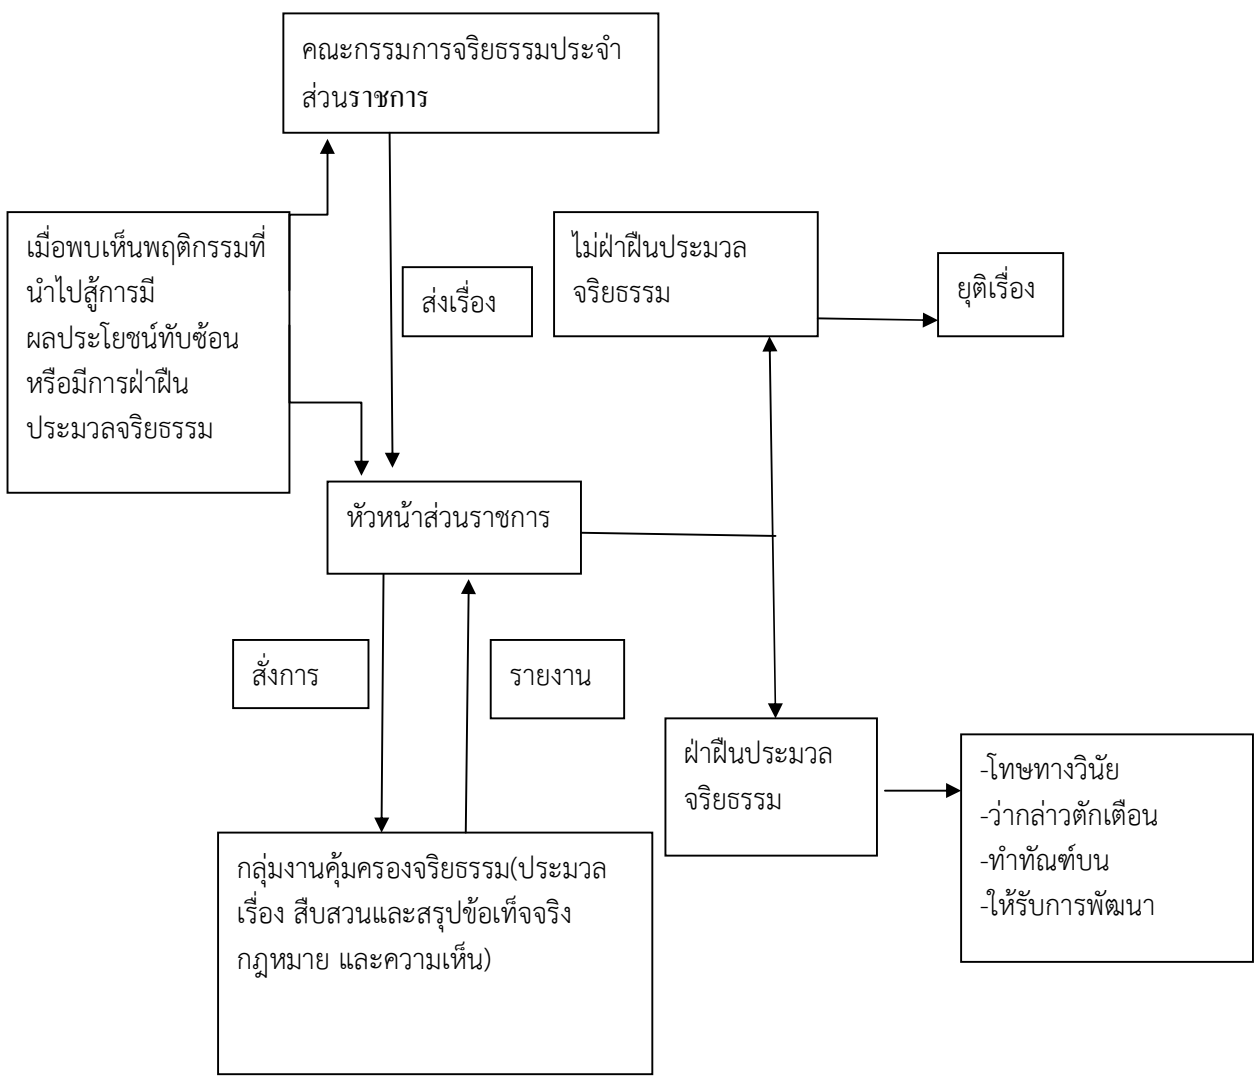 คณะกรรมการจริยธรรมประจำ
ส่วนราชการ
เมื่อพบเห็นพฤติกรรมที่
นำไปสู้การมี
ผลประโยชน์ทับซ้อน
หรือมีการฝ่าฝืน
ประมวลจริยธรรม
ส่งเรื่อง
ไม่ฝ่าฝืนประมวล
จริยธรรม
ยุติเรื่อง
หัวหน้าส่วนราชการ
สั่งการ
รายงาน
ฝ่าฝืนประมวล
จริยธรรม
-โทษทางวินัย
-ว่ากล่าวตักเตือน
-ทำทัณฑ์บน
-ให้รับการพัฒนา
กลุ่มงานคุ้มครองจริยธรรม(ประมวล
เรื่อง สืบสวนและสรุปข้อเท็จจริง
กฎหมาย และความเห็น)